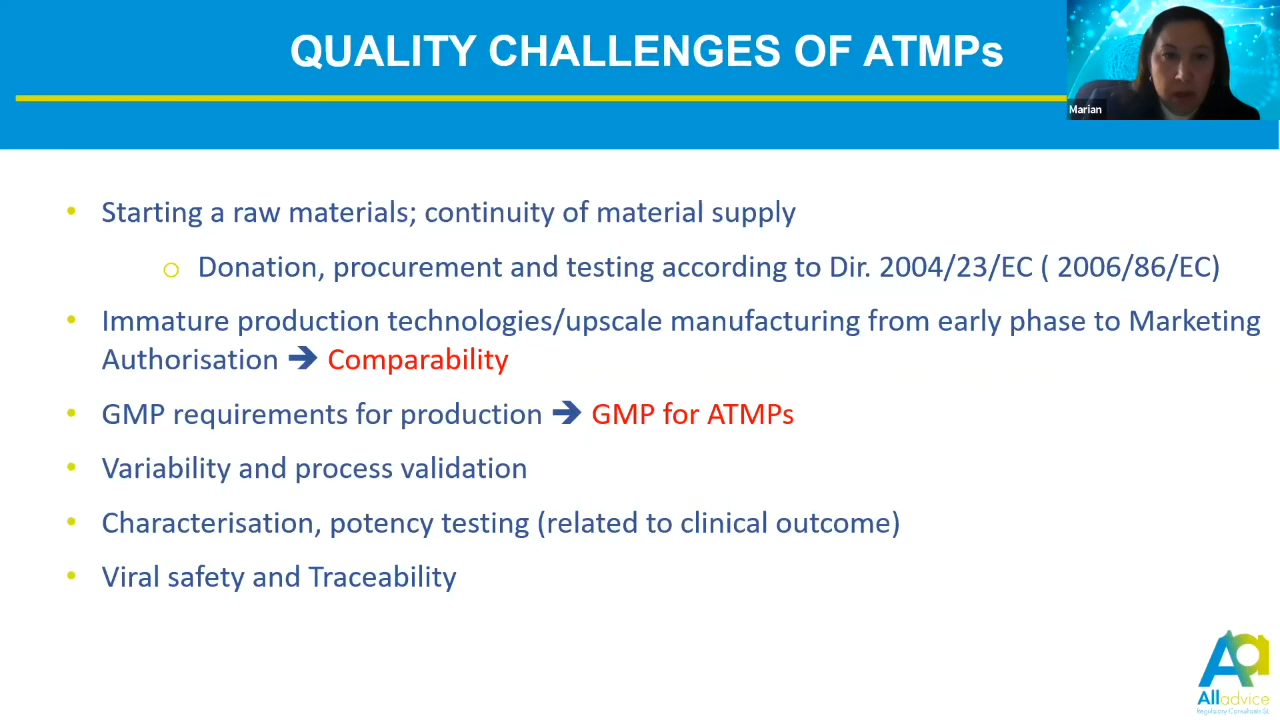 QUALITY CHALLENGES OF ATMPs
Marian
• Starting a raw materials; continuity of material supply
o Donation, procurement and testing according to Dir. 2004/23/EC ( 2006/86/EC)
• Immature production technologies/upscale manufacturing from early phase to Marketing
Authorisation ➔ Comparability
• GMP requirements for production ➔ GMP for ATMPs
• Variability and process validation
• Characterisation, potency testing (related to clinical outcome)
• Viral safety and Traceability
Alladvice
Regulatory Consultants SL